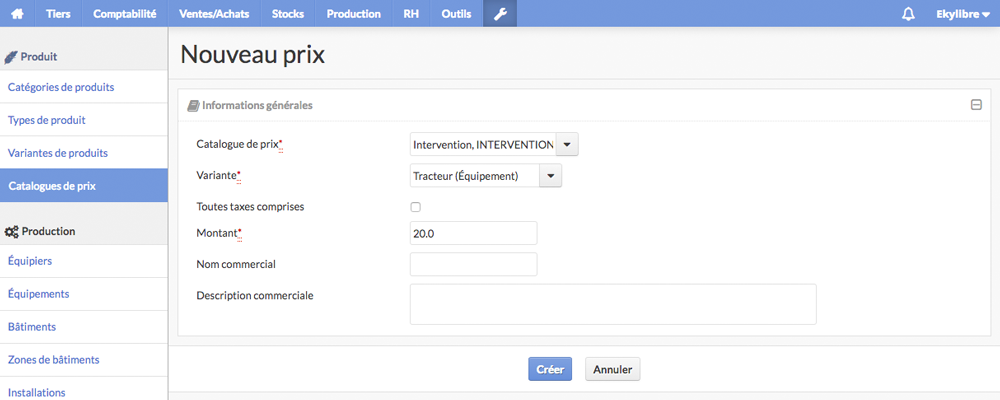 Tiers Comptabilité Ventes/Achats Stocks Production RH Outils Ekylibre
Produit
Catégories de produits
Types de produit
Variantes de produits
Catalogues de prix
Production
Équipiers
Équipements
Bâtiments
Zones de bâtiments
Installations
Nouveau prix
Informations générales
Catalogue de prix* Intervention, INTERVENTION
Variante* Tracteur (Équipement)
Toutes taxes comprises
Montant* 20.0
Nom commercial
Description commerciale
Créer Annuler